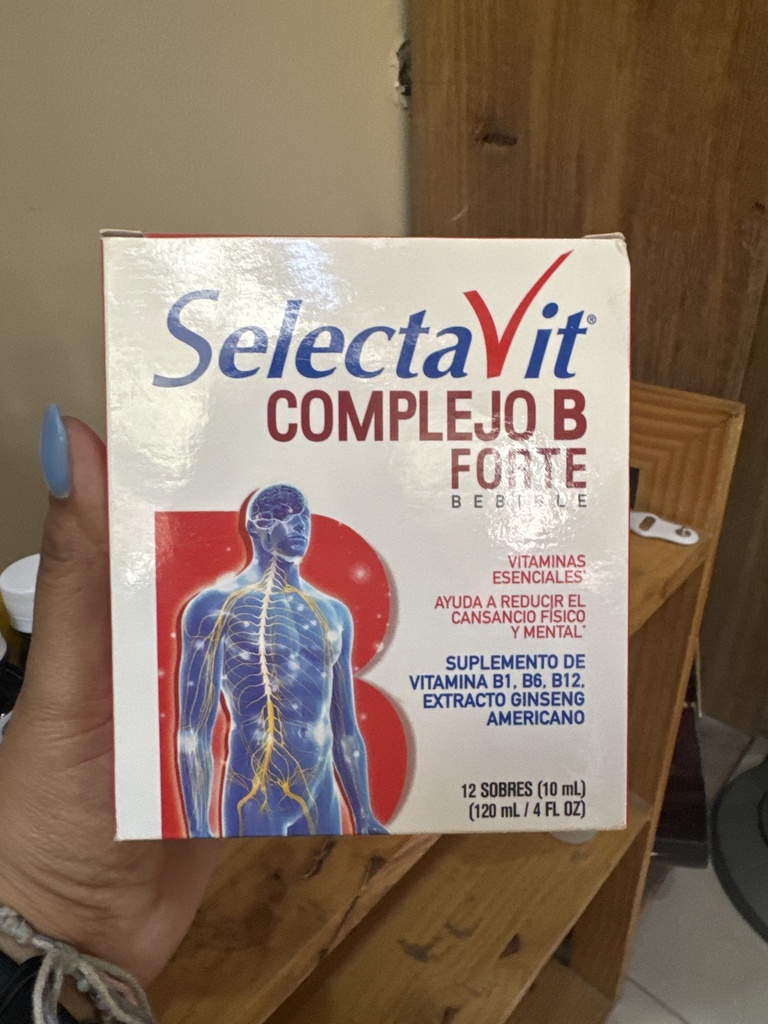 SelectaVit®
COMPLEJO B
FORTE
BEBIBLE
VITAMINAS
ESENCIALES*
AYUDA A REDUCIR EL
CANSANCIO FÍSICO
Y MENTAL*
SUPLEMENTO DE
VITAMINA B1, B6, B12,
EXTRACTO GINSENG
AMERICANO
12 SOBRES (10 mL)
(120 mL / 4 FL OZ)